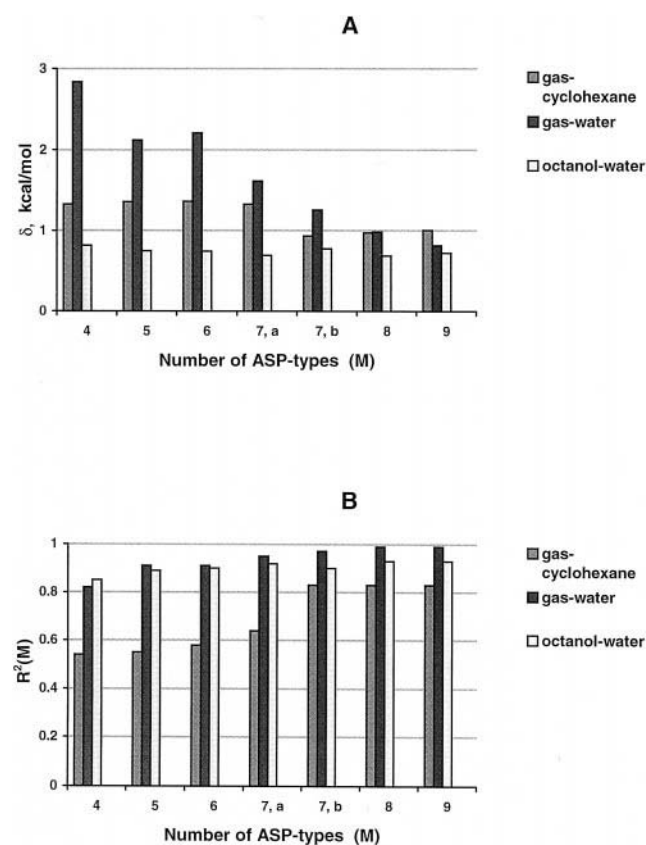 A
3
2
1
0
δ, kcal/mol
4 5 6 7, a 7, b 8 9
Number of ASP-types (M)
gas-
cyclohexane
gas-water
octanol-water
B
1
0.8
0.6
0.4
0.2
0
R²(M)
4 5 6 7, a 7, b 8 9
Number of ASP-types (M)
gas-
cyclohexane
gas-water
octanol-water